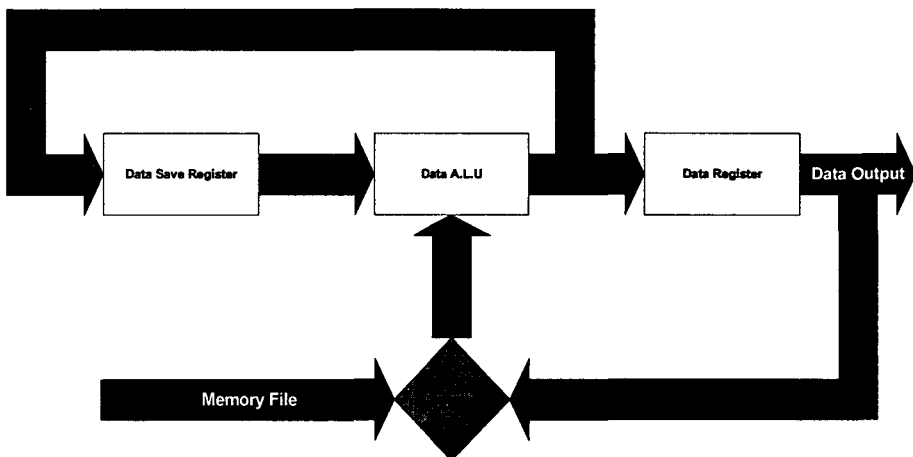 Data Save Register
Data A.L.U
Data Register
Data Output
Memory File